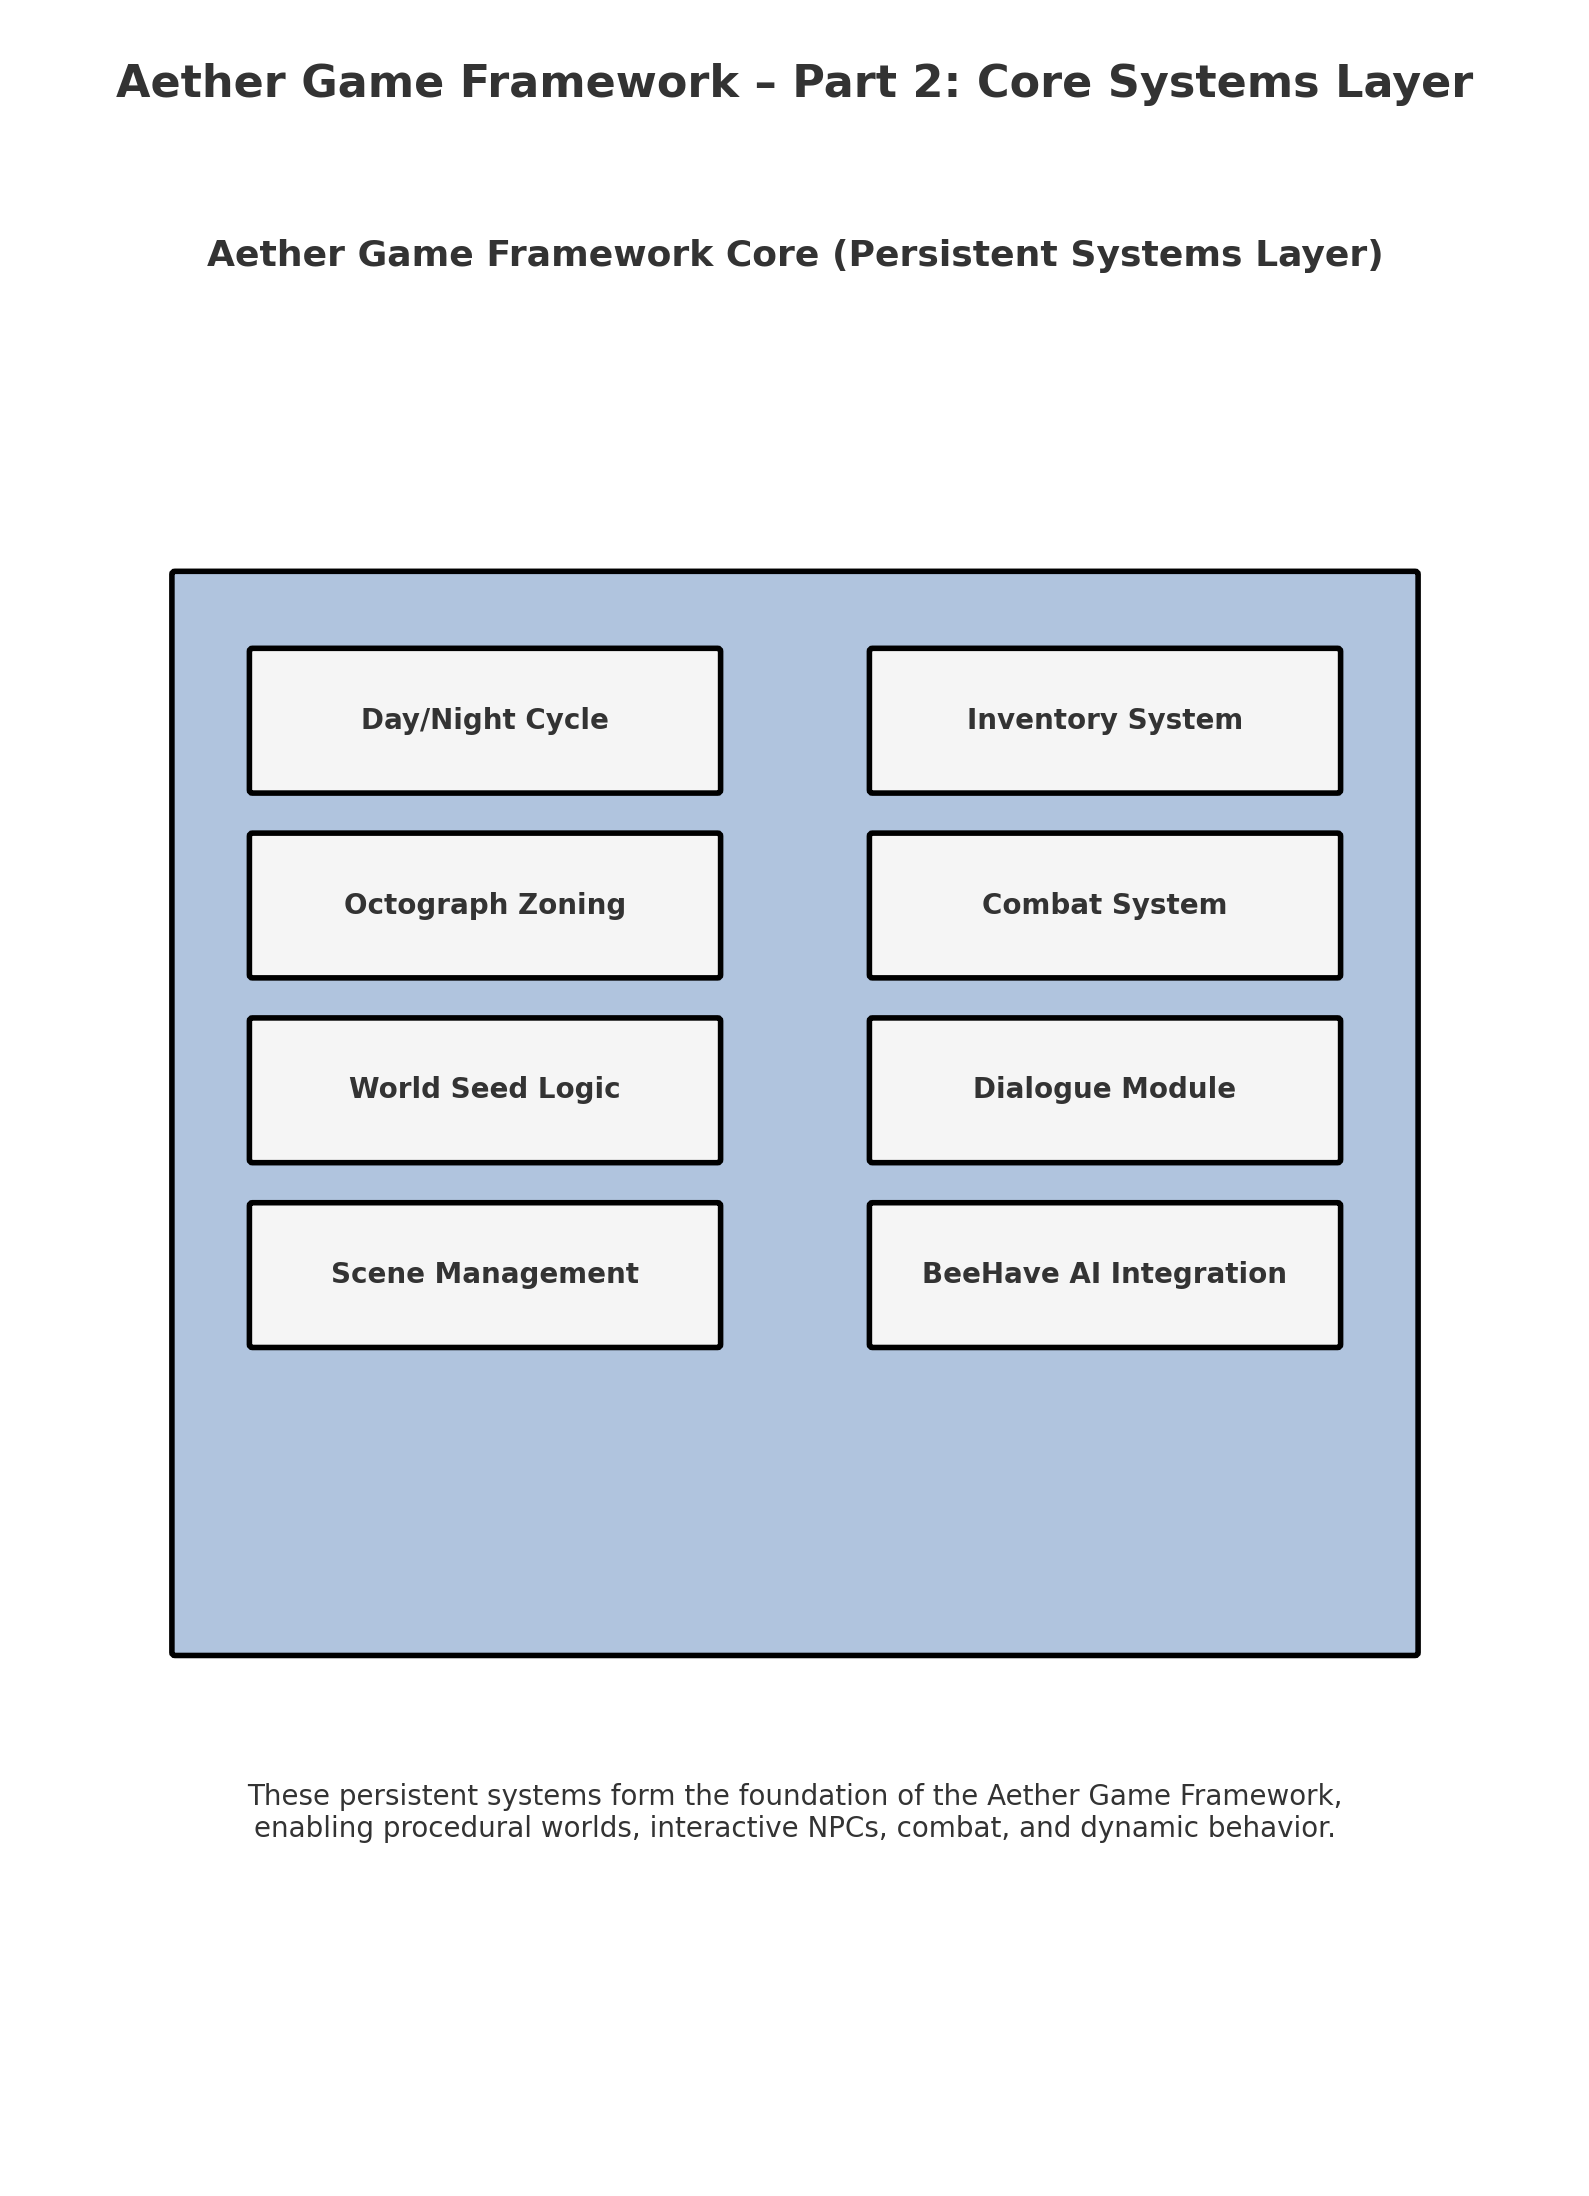 Aether Game Framework – Part 2: Core Systems Layer
Aether Game Framework Core (Persistent Systems Layer)
Day/Night Cycle
Inventory System
Octograph Zoning
Combat System
World Seed Logic
Dialogue Module
Scene Management
BeeHave AI Integration
These persistent systems form the foundation of the Aether Game Framework,
enabling procedural worlds, interactive NPCs, combat, and dynamic behavior.